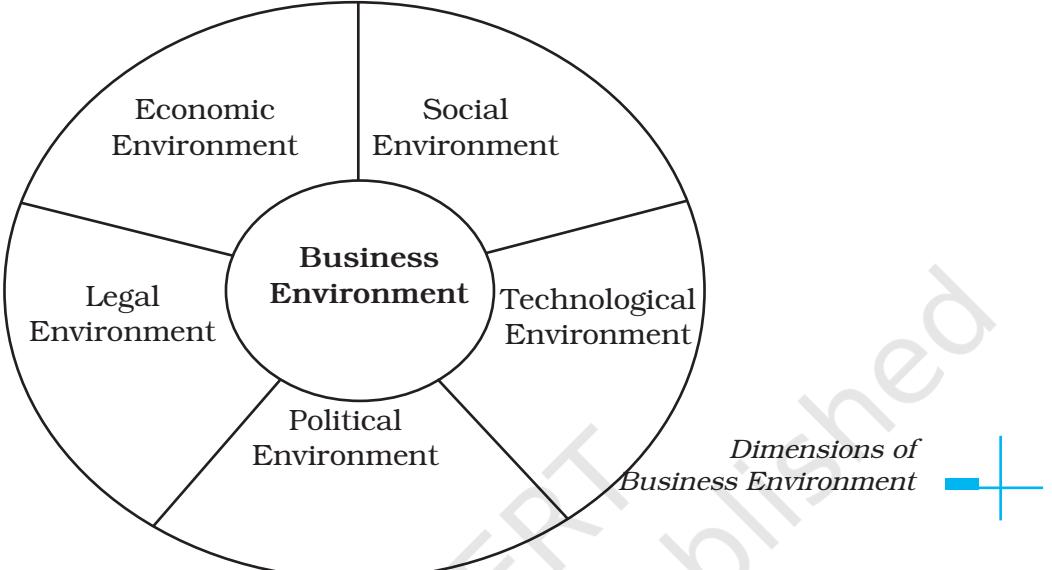 Economic
Environment
Social
Environment
Business
Environment
Legal
Environment
Technological
Environment
Political
Environment
Dimensions of
Business Environment
ERT
blished